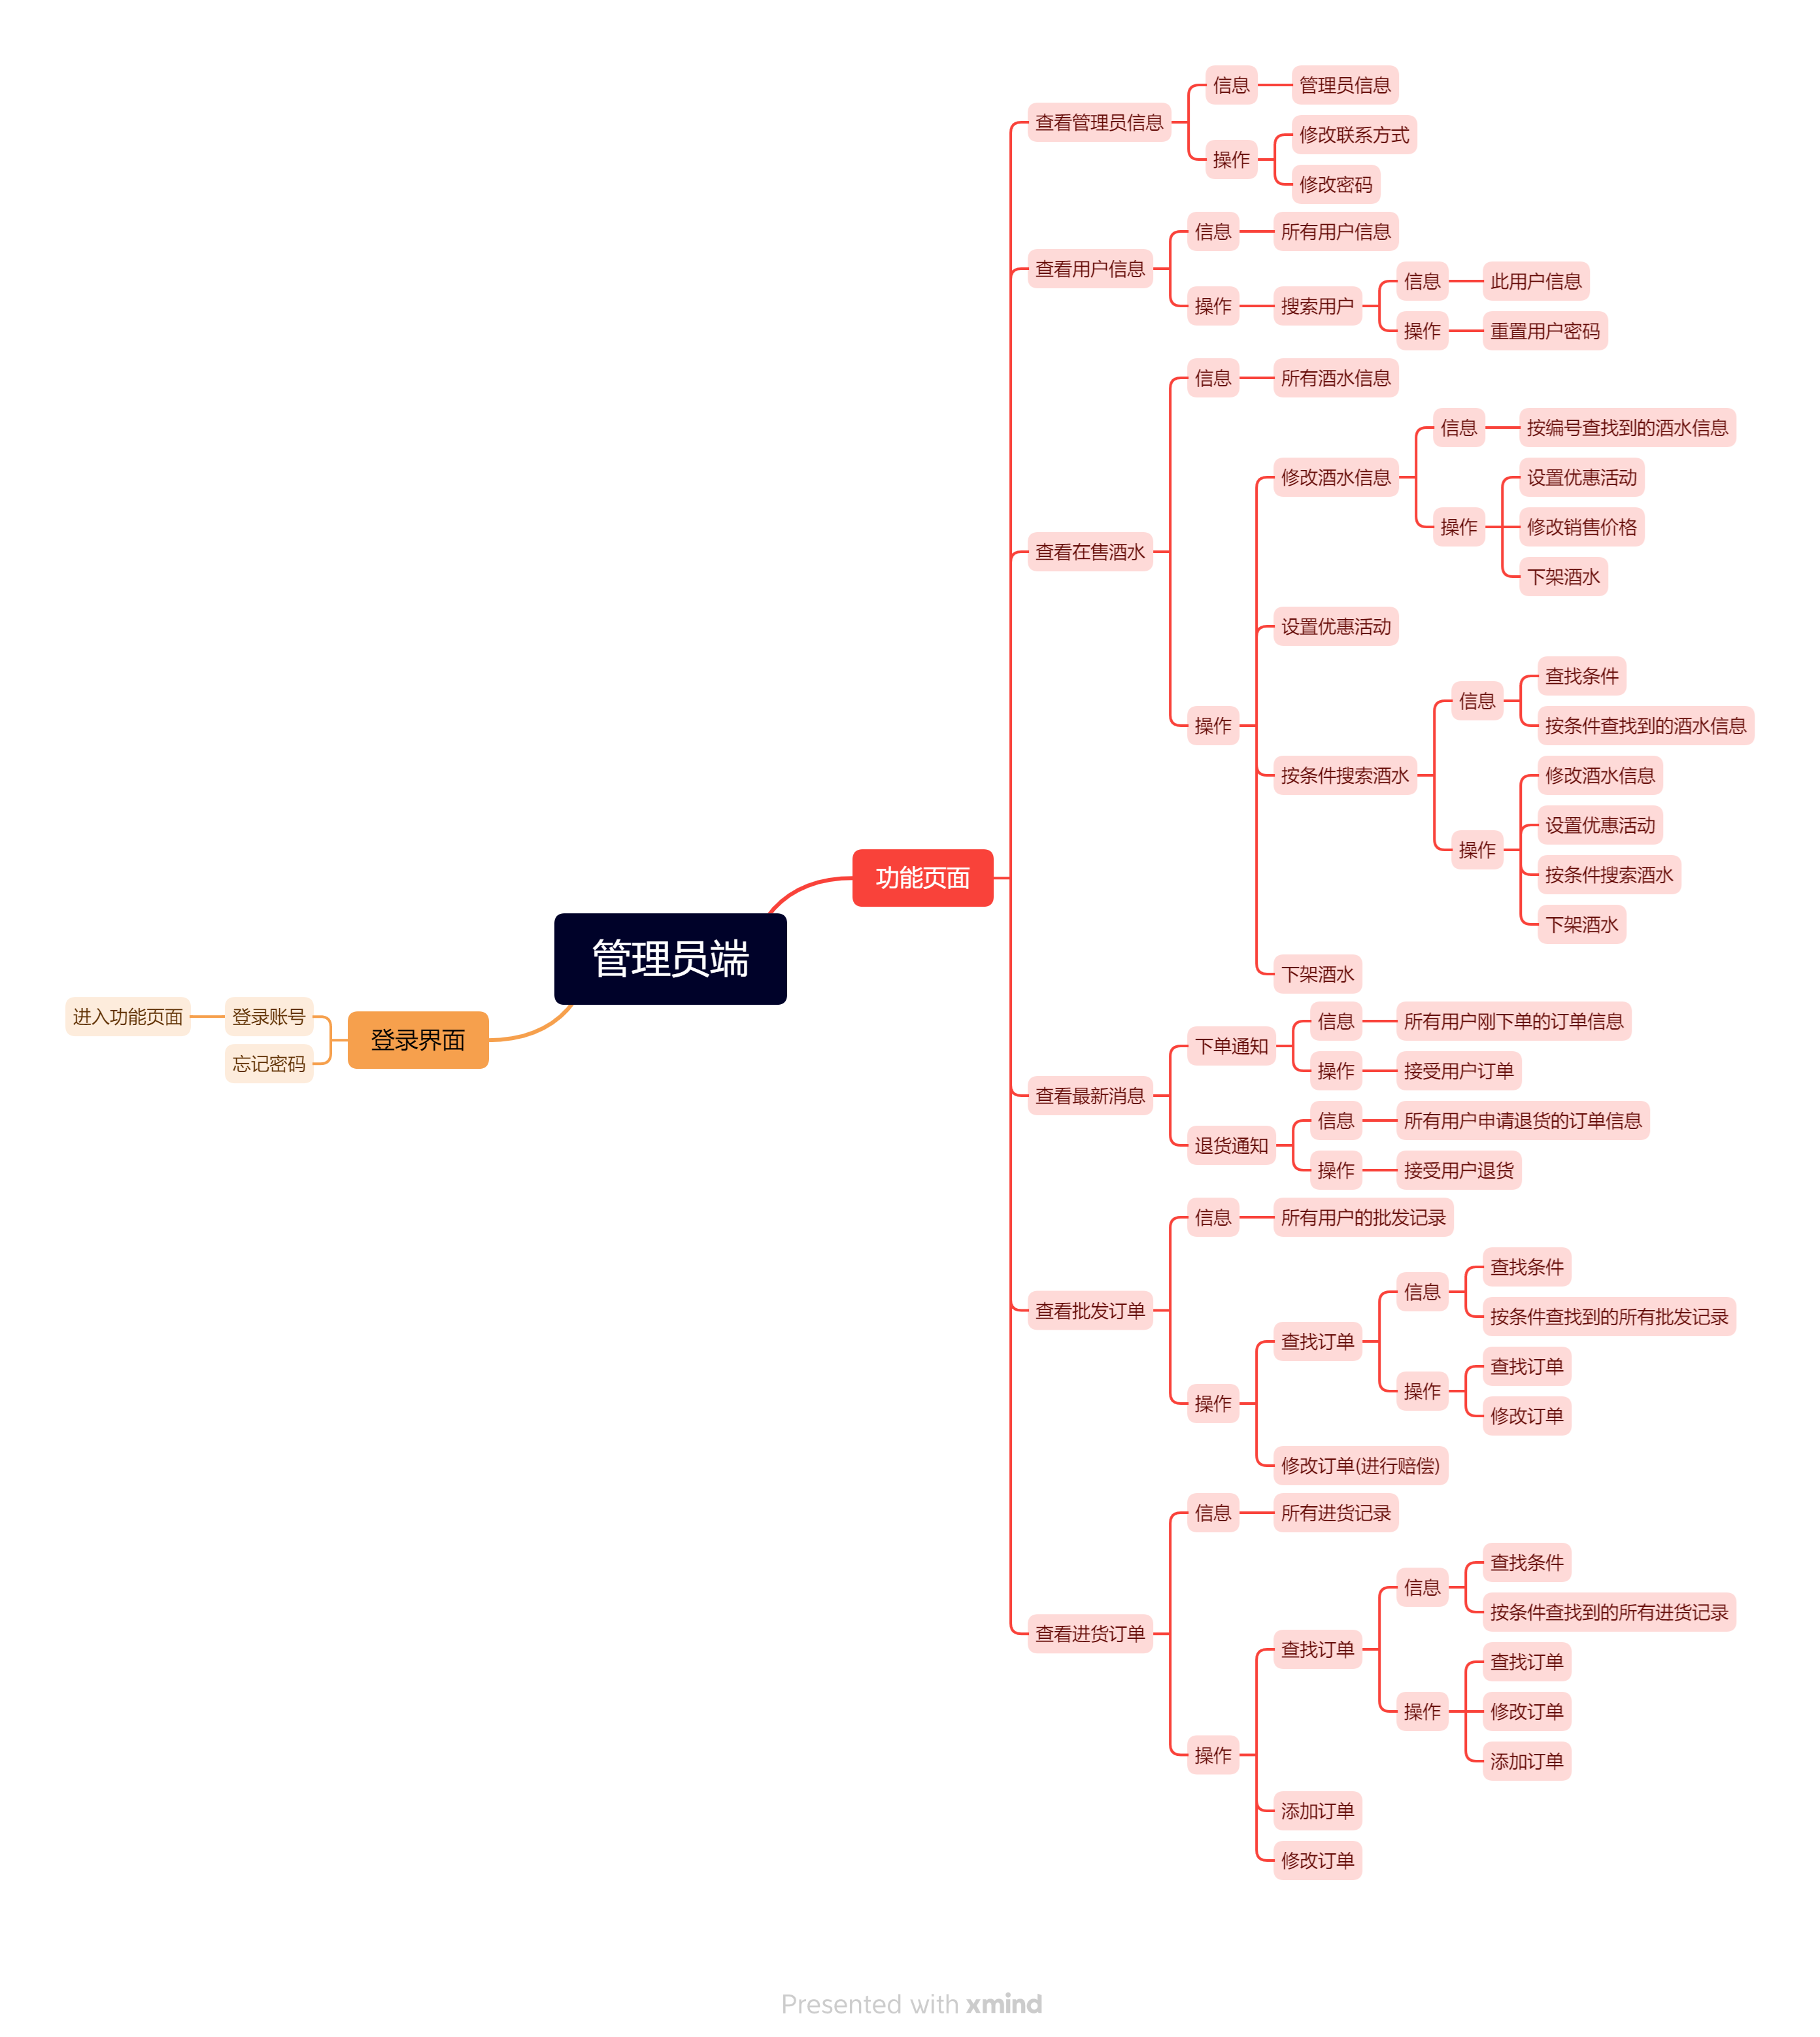 管理员端
功能页面
查看管理员信息
信息
管理员信息
操作
修改联系方式
修改密码
查看用户信息
信息
所有用户信息
操作
搜索用户
信息
此用户信息
操作
重置用户密码
查看在售酒水
信息
所有酒水信息
操作
修改酒水信息
信息
按编号查找到的酒水信息
操作
设置优惠活动
修改销售价格
下架酒水
设置优惠活动
按条件搜索酒水
信息
查找条件
按条件查找到的酒水信息
操作
修改酒水信息
设置优惠活动
按条件搜索酒水
下架酒水
下架酒水
查看最新消息
下单通知
信息
所有用户刚下单的订单信息
操作
接受用户订单
退货通知
信息
所有用户申请退货的订单信息
操作
接受用户退货
查看批发订单
信息
所有用户的批发记录
操作
查找订单
信息
查找条件
按条件查找到的所有批发记录
操作
查找订单
修改订单
修改订单(进行赔偿)
查看进货订单
信息
所有进货记录
操作
查找订单
信息
查找条件
按条件查找到的所有进货记录
操作
查找订单
修改订单
添加订单
添加订单
修改订单
登录界面
登录账号
进入功能页面
忘记密码
Presented with xmind